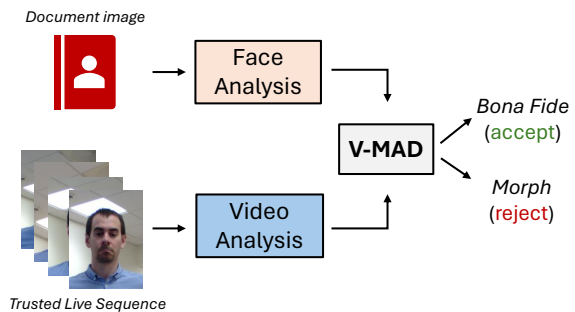 Document image
Face
Analysis
V-MAD
Bona Fide
(accept)
Morph
(reject)
Video
Analysis
Trusted Live Sequence